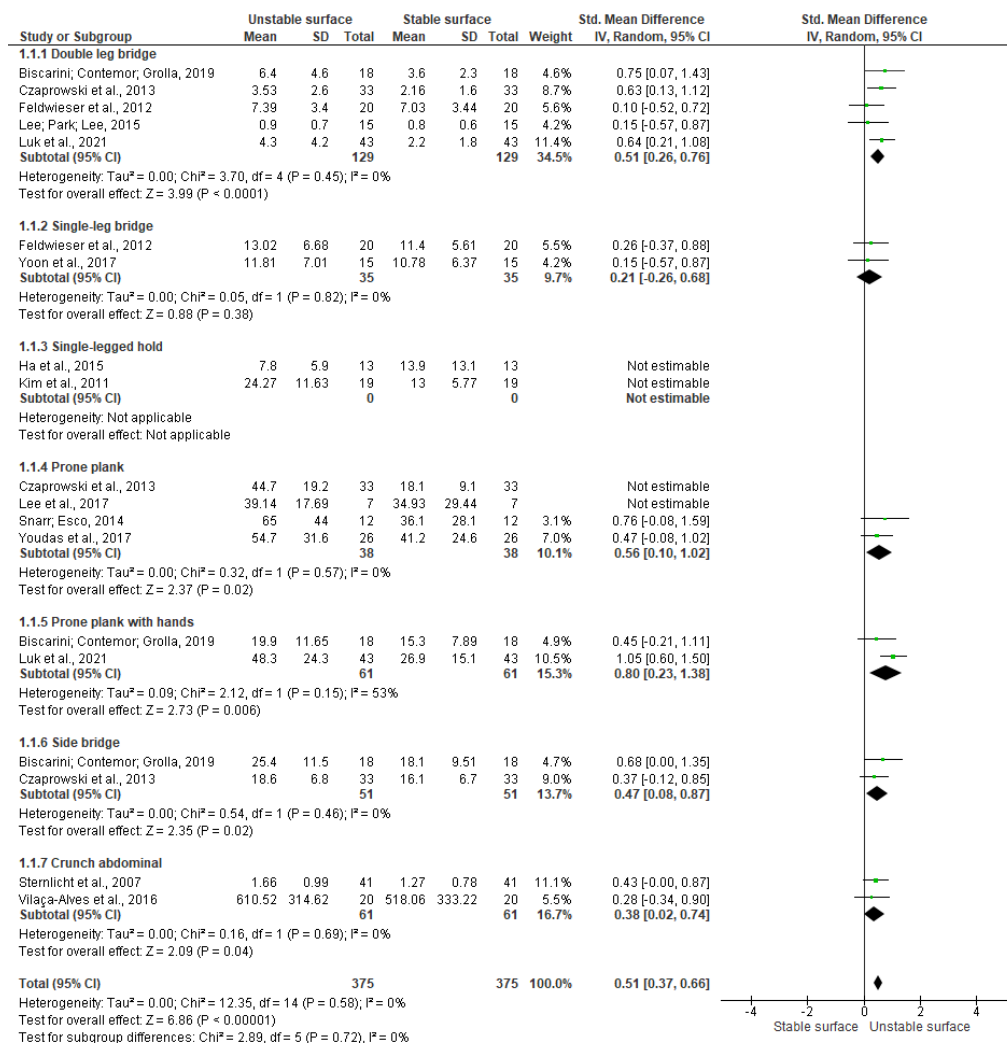 Unstable surface Stable surface Std. Mean Difference Std. Mean Difference
Study or Subgroup Mean SD Total Mean SD Total Weight IV, Random, 95% CI IV, Random, 95% CI
1.1.1 Double leg bridge
Biscarini; Contemor; Grolla, 2019 6.4 4.6 18 3.6 2.3 18 4.6% 0.75 [0.07, 1.43]
Czaprowski et al., 2013 3.53 2.6 33 2.16 1.6 33 8.7% 0.63 [0.13, 1.12]
Feldwieser et al., 2012 7.39 3.4 20 7.03 3.44 20 5.6% 0.10 [-0.52, 0.72]
Lee; Park; Lee, 2015 0.9 0.7 15 0.8 0.6 15 4.2% 0.15 [-0.57, 0.87]
Luk et al., 2021 4.3 4.2 43 2.2 1.8 43 11.5% 0.64 [0.21, 1.08]
Subtotal (95% CI) 129 129 34.5% 0.51 [0.26, 0.76]
Heterogeneity: Tau² = 0.00; Chi² = 3.70, df = 4 (P = 0.45); I² = 0%
Test for overall effect: Z = 3.99 (P < 0.0001)
1.1.2 Single-leg bridge
Feldwieser et al., 2012 13.02 6.68 20 11.4 5.61 20 5.5% 0.26 [-0.37, 0.88]
Yoon et al., 2017 11.81 7.01 15 10.78 6.37 15 4.2% 0.15 [-0.57, 0.87]
Subtotal (95% CI) 35 35 9.7% 0.21 [-0.26, 0.68]
Heterogeneity: Tau² = 0.00; Chi² = 0.05, df = 1 (P = 0.82); I² = 0%
Test for overall effect: Z = 0.88 (P = 0.38)
1.1.3 Single-legged hold
Ha et al., 2015 7.8 5.9 13 13.9 13.1 13 Not estimable
Kim et al., 2011 24.27 11.63 19 13 5.77 19 Not estimable
Subtotal (95% CI) 0 0 Not estimable
Heterogeneity: Not applicable
Test for overall effect: Not applicable
1.1.4 Prone plank
Czaprowski et al., 2013 44.7 19.2 33 18.1 9.1 33 Not estimable
Lee et al., 2017 39.14 17.69 7 34.93 29.44 7 Not estimable
Snarr; Esco, 2014 65 44 12 36.1 28.1 12 3.1% 0.76 [-0.08, 1.59]
Youdas et al., 2017 54.7 31.6 26 41.2 24.6 26 7.0% 0.47 [-0.08, 1.02]
Subtotal (95% CI) 38 38 10.1% 0.56 [0.10, 1.02]
Heterogeneity: Tau² = 0.00; Chi² = 0.32, df = 1 (P = 0.57); I² = 0%
Test for overall effect: Z = 2.37 (P = 0.02)
1.1.5 Prone plank with hands
Biscarini; Contemor; Grolla, 2019 19.9 11.65 18 15.3 7.89 18 4.9% 0.45 [-0.21, 1.11]
Luk et al., 2021 48.3 24.3 43 26.9 15.1 43 10.5% 1.05 [0.60, 1.50]
Subtotal (95% CI) 61 61 15.3% 0.80 [0.23, 1.38]
Heterogeneity: Tau² = 0.09; Chi² = 2.12, df = 1 (P = 0.15); I² = 53%
Test for overall effect: Z = 2.73 (P = 0.006)
1.1.6 Side bridge
Biscarini; Contemor; Grolla, 2019 25.4 11.5 18 18.1 9.51 18 4.7% 0.68 [0.00, 1.35]
Czaprowski et al., 2013 18.6 6.8 33 16.1 6.7 33 9.0% 0.37 [-0.12, 0.85]
Subtotal (95% CI) 51 51 13.7% 0.47 [0.08, 0.87]
Heterogeneity: Tau² = 0.00; Chi² = 0.54, df = 1 (P = 0.46); I² = 0%
Test for overall effect: Z = 2.35 (P = 0.02)
1.1.7 Crunch abdominal
Sternlicht et al., 2007 1.66 0.99 41 1.27 0.78 41 11.1% 0.43 [-0.00, 0.87]
Vilaça-Alves et al., 2016 610.52 314.62 20 518.06 333.22 20 5.5% 0.28 [-0.34, 0.90]
Subtotal (95% CI) 61 61 16.7% 0.38 [0.02, 0.74]
Heterogeneity: Tau² = 0.00; Chi² = 0.16, df = 1 (P = 0.69); I² = 0%
Test for overall effect: Z = 2.09 (P = 0.04)
Total (95% CI) 375 375 100.0% 0.51 [0.37, 0.66]
Heterogeneity: Tau² = 0.00; Chi² = 12.35, df = 14 (P = 0.58); I² = 0%
Test for overall effect: Z = 6.86 (P < 0.00001)
Test for subgroup differences: Chi² = 2.89, df = 5 (P = 0.72), I² = 0%
-4 -2 0 2 4
Stable surface Unstable surface